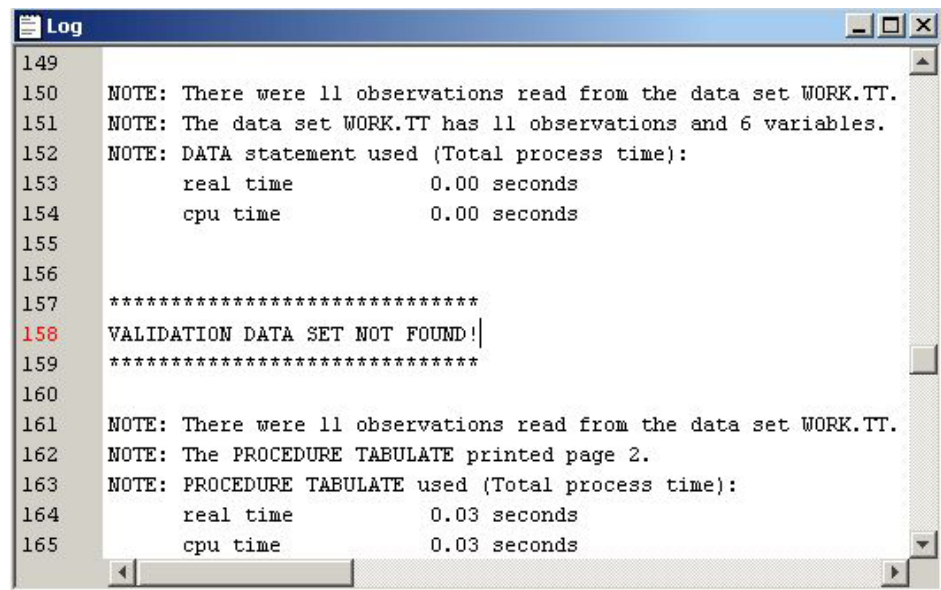 Log
149
150 NOTE: There were 11 observations read from the data set WORK.TT.
151 NOTE: The data set WORK.TT has 11 observations and 6 variables.
152 NOTE: DATA statement used (Total process time):
153 real time 0.00 seconds
154 cpu time 0.00 seconds
155
156
157 ******************************
158 VALIDATION DATA SET NOT FOUND!
159 ******************************
160
161 NOTE: There were 11 observations read from the data set WORK.TT.
162 NOTE: The PROCEDURE TABULATE printed page 2.
163 NOTE: PROCEDURE TABULATE used (Total process time):
164 real time 0.03 seconds
165 cpu time 0.03 seconds